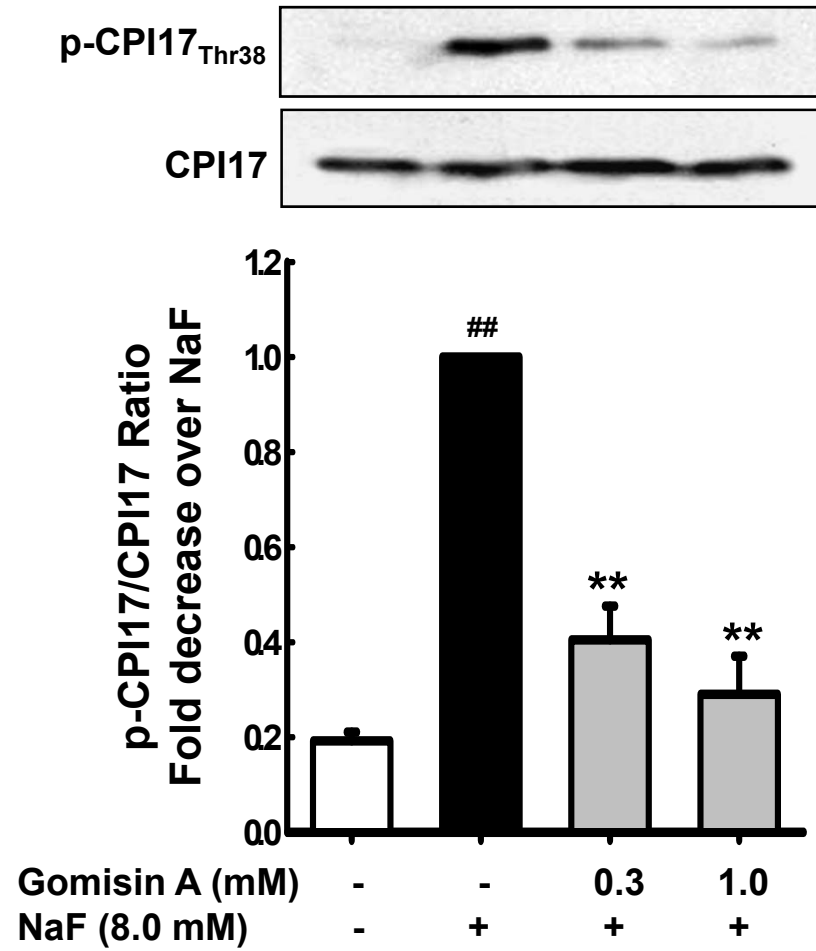 p-CPI17Thr38
CPI17
p-CPI17/CPI17 Ratio
Fold decrease over NaF
1.2
1.0
0.8
0.6
0.4
0.2
0.0
##
**
**
Gomisin A (mM) - - 0.3 1.0
NaF (8.0 mM) - + + +